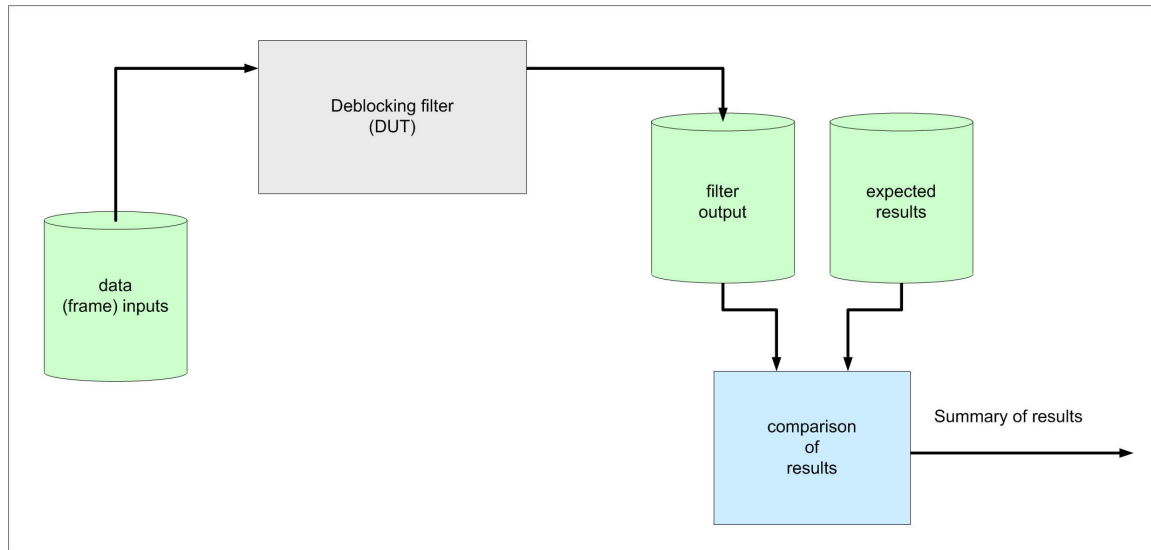 Deblocking filter
(DUT)
filter
output
expected
results
data
(frame) inputs
comparison
of
results
Summary of results